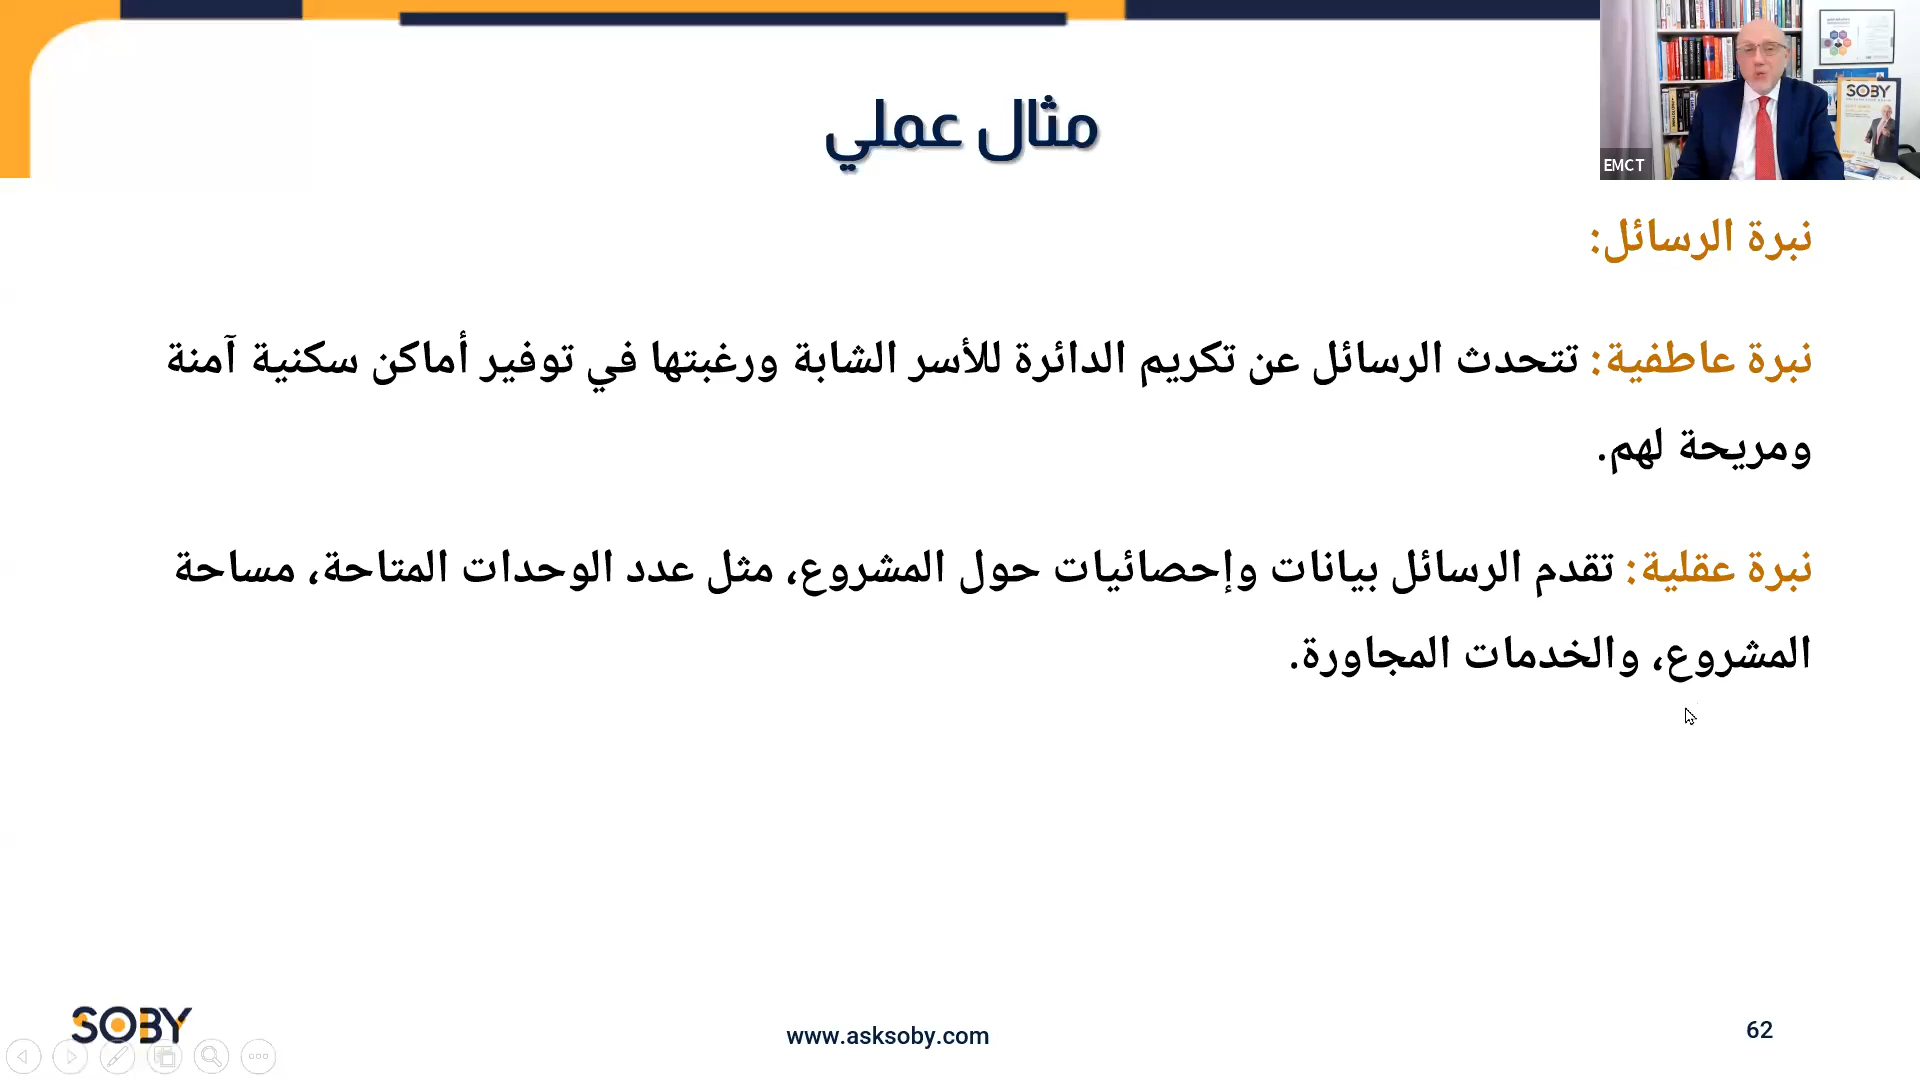 مثال عملي
SOBY
EMCT
نبرة الرسائل:
نبرة عاطفية: تتحدث الرسائل عن تكريم الدائرة للأسر الشابة ورغبتها في توفير أماكن سكنية آمنة
ومريحة لهم.
نبرة عقلية: تقدم الرسائل بيانات وإحصائيات حول المشروع، مثل عدد الوحدات المتاحة، مساحة
المشروع، والخدمات المجاورة.
SOBY
www.asksoby.com
62